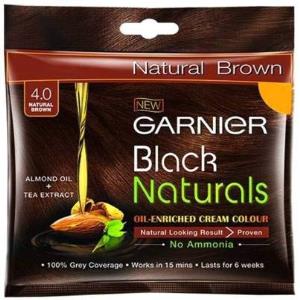 Natural Brown
4.0
NATURAL
BROWN
NEW
GARNIER
Black
Naturals
ALMOND OIL
+
TEA EXTRACT
OIL-ENRICHED CREAM COLOUR
Natural Looking Result > Proven
No Ammonia
• 100% Grey Coverage • Works in 15 mins • Lasts for 6 weeks